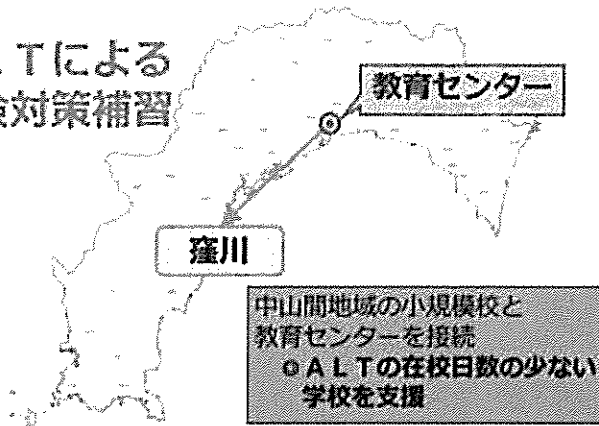 Tによる
対策補習
教育センター
窪川
中山間地域の小規模校と
教育センターを接続
◎ＡＬＴの在校日数の少ない
学校を支援